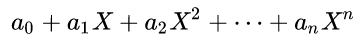 a₀ + a₁X + a₂X² + ⋯ + aₙXⁿ